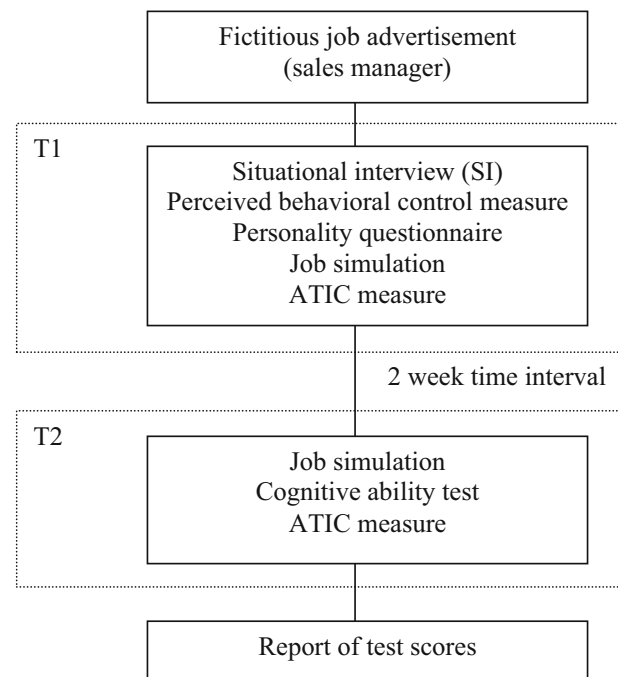 Fictitious job advertisement
(sales manager)
T1
Situational interview (SI)
Perceived behavioral control measure
Personality questionnaire
Job simulation
ATIC measure
2 week time interval
T2
Job simulation
Cognitive ability test
ATIC measure
Report of test scores